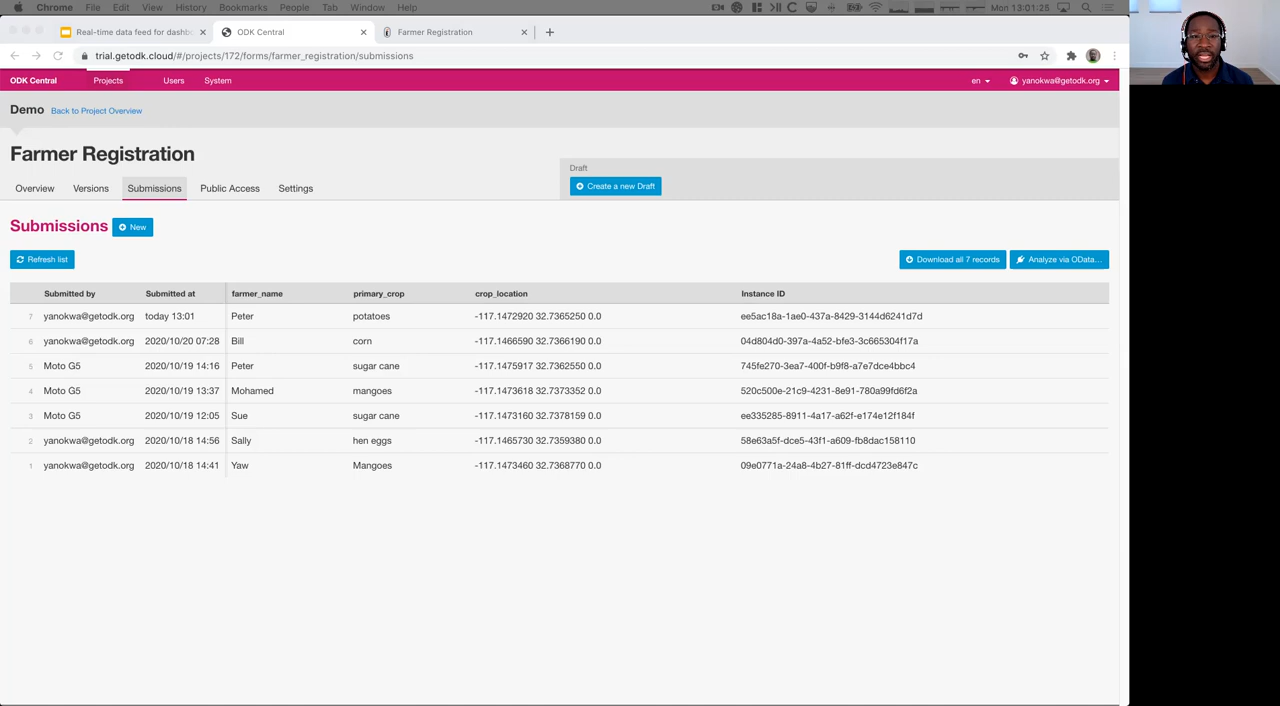 Chrome File Edit View History Bookmarks People Tab Window Help Mon 13:01:25
Real-time data feed for dashb
ODK Central
Farmer Registration
trial.getodk.cloud/#/projects/172/forms/farmer_registration/submissions
ODK Central Projects Users System en yanokwa@getodk.org
Demo Back to Project Overview
Farmer Registration
Draft
Create a new Draft
Overview Versions Submissions Public Access Settings
Submissions New
Refresh list Download all 7 records Analyze via OData...
Submitted by Submitted at farmer_name primary_crop crop_location Instance ID
7 yanokwa@getodk.org today 13:01 Peter potatoes -117.1472920 32.7365250 0.0 ee5ac18a-1ae0-437a-8429-3144d6241d7d
6 yanokwa@getodk.org 2020/10/20 07:28 Bill corn -117.1466590 32.7366190 0.0 04d804d0-397a-4a52-bfe3-3c665304f17a
5 Moto G5 2020/10/19 14:16 Peter sugar cane -117.1475917 32.7362550 0.0 745fe270-3ea7-400f-b9f8-a7e7dce4bbc4
4 Moto G5 2020/10/19 13:37 Mohamed mangoes -117.1473618 32.7373352 0.0 520c500e-21c9-4231-8e91-780a99fd6f2a
3 Moto G5 2020/10/19 12:05 Sue sugar cane -117.1473160 32.7378159 0.0 ee335285-8911-4a17-a62f-e174e12f184f
2 yanokwa@getodk.org 2020/10/18 14:56 Sally hen eggs -117.1465730 32.7359380 0.0 58e63a5f-dce5-43f1-a609-fb8dac158110
1 yanokwa@getodk.org 2020/10/18 14:41 Yaw Mangoes -117.1473460 32.7368770 0.0 09e0771a-24a8-4b27-81ff-dcd4723e847c